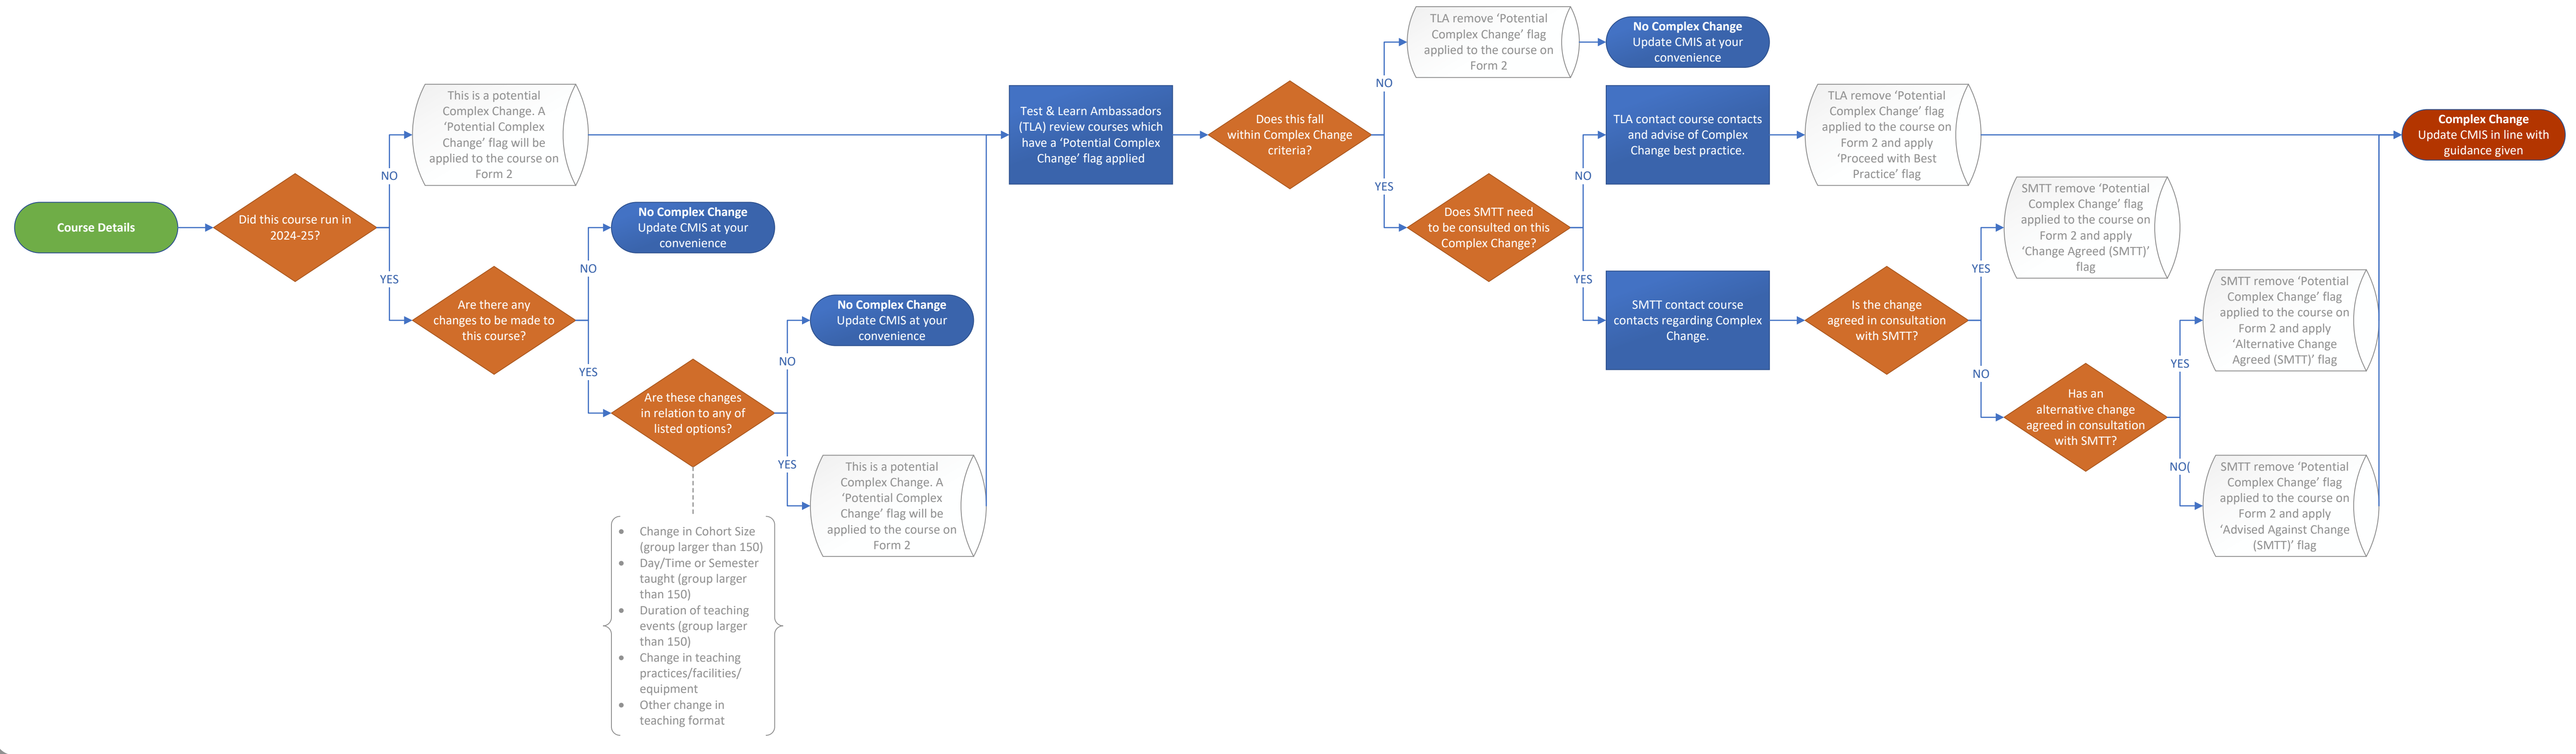 Course Details
Did this course run in
2024-25?
NO
YES
This is a potential
Complex Change. A
‘Potential Complex
Change’ flag will be
applied to the course on
Form 2
Are there any
changes to be made to
this course?
NO
YES
No Complex Change
Update CMIS at your
convenience
Are these changes
in relation to any of
listed options?
NO
YES
No Complex Change
Update CMIS at your
convenience
This is a potential
Complex Change. A
‘Potential Complex
Change’ flag will be
applied to the course on
Form 2
• Change in Cohort Size
(group larger than 150)
• Day/Time or Semester
taught (group larger
than 150)
• Duration of teaching
events (group larger
than 150)
• Change in teaching
practices/facilities/
equipment
• Other change in
teaching format
Test & Learn Ambassadors
(TLA) review courses which
have a ‘Potential Complex
Change’ flag applied
Does this fall
within Complex Change
criteria?
NO
YES
TLA remove ‘Potential
Complex Change’ flag
applied to the course on
Form 2
No Complex Change
Update CMIS at your
convenience
Does SMTT need
to be consulted on this
Complex Change?
NO
YES
TLA contact course contacts
and advise of Complex
Change best practice.
TLA remove ‘Potential
Complex Change’ flag
applied to the course on
Form 2 and apply
‘Proceed with Best
Practice’ flag
SMTT contact course
contacts regarding Complex
Change.
Is the change
agreed in consultation
with SMTT?
YES
NO
SMTT remove ‘Potential
Complex Change’ flag
applied to the course on
Form 2 and apply
‘Change Agreed (SMTT)’
flag
Has an
alternative change
agreed in consultation
with SMTT?
YES
NO(
SMTT remove ‘Potential
Complex Change’ flag
applied to the course on
Form 2 and apply
‘Alternative Change
Agreed (SMTT)’ flag
SMTT remove ‘Potential
Complex Change’ flag
applied to the course on
Form 2 and apply
‘Advised Against Change
(SMTT)’ flag
Complex Change
Update CMIS in line with
guidance given